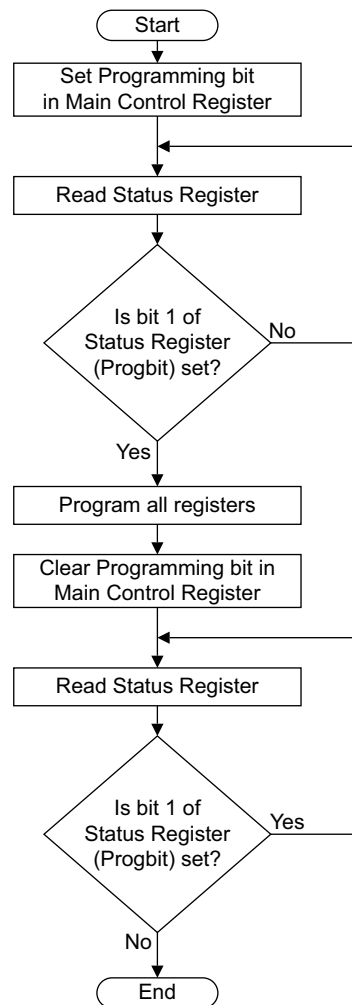 Start
Set Programming bit
in Main Control Register
Read Status Register
Is bit 1 of
Status Register
(Progbit) set?
No
Yes
Program all registers
Clear Programming bit in
Main Control Register
Read Status Register
Is bit 1 of
Status Register
(Progbit) set?
Yes
No
End